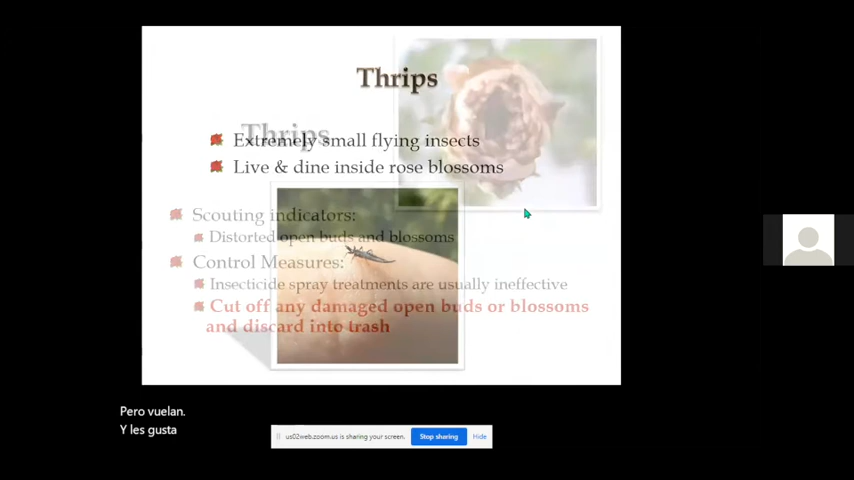 Thrips
Thrips
Extremely small flying insects
Live & dine inside rose blossoms
Scouting indicators:
Distorted open buds and blossoms
Control Measures:
Insecticide spray treatments are usually ineffective
Cut off any damaged open buds or blossoms
and discard into trash
Pero vuelan.
Y les gusta
us02web.zoom.us is sharing your screen.
Stop sharing
Hide